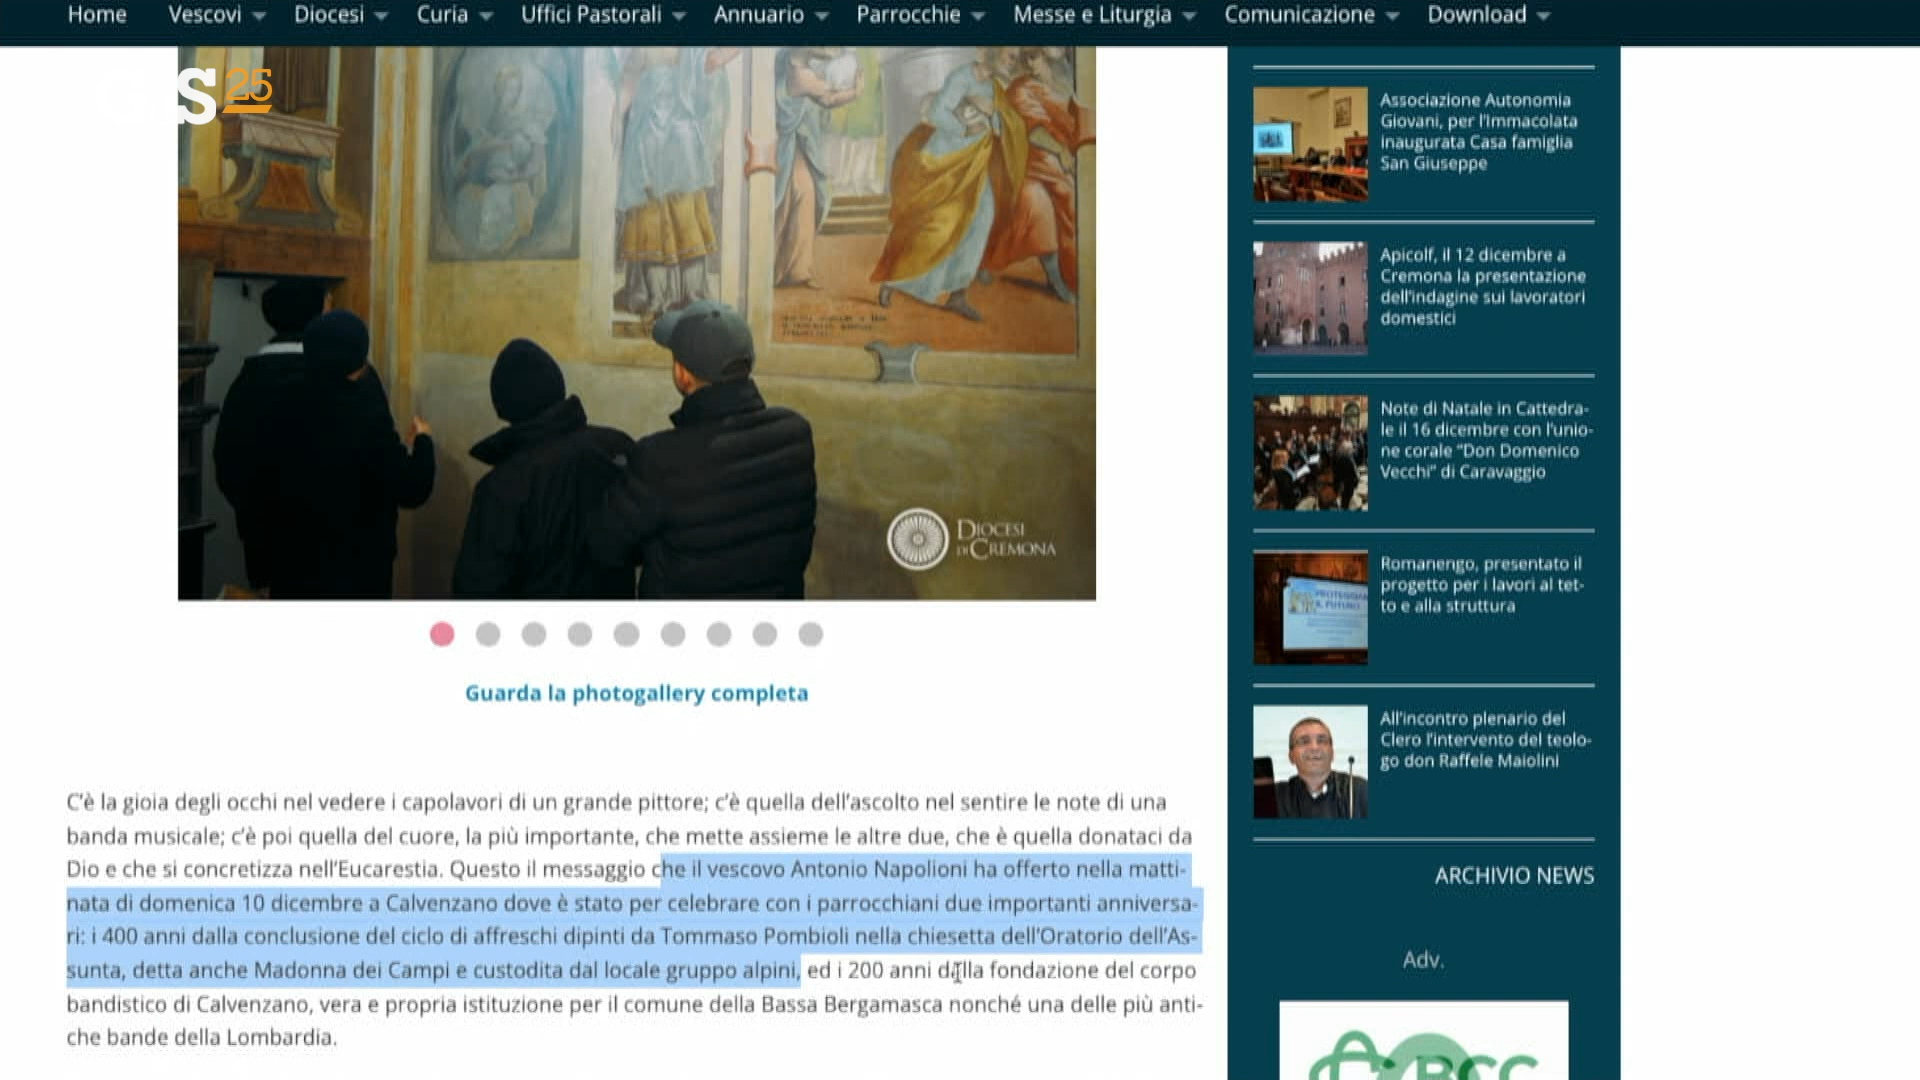 Home Vescovi Diocesi Curia Uffici Pastorali Annuario Parrocchie Messe e Liturgia Comunicazione Download
S 25
DIOCESI
DI CREMONA
Guarda la photogallery completa
C'è la gioia degli occhi nel vedere i capolavori di un grande pittore; c'è quella dell'ascolto nel sentire le note di una
banda musicale; c'è poi quella del cuore, la più importante, che mette assieme le altre due, che è quella donataci da
Dio e che si concretizza nell'Eucarestia. Questo il messaggio che il vescovo Antonio Napolioni ha offerto nella matti-
nata di domenica 10 dicembre a Calvenzano dove è stato per celebrare con i parrocchiani due importanti anniversa-
ri: i 400 anni dalla conclusione del ciclo di affreschi dipinti da Tommaso Pombioli nella chiesetta dell'Oratorio dell'As-
sunta, detta anche Madonna dei Campi e custodita dal locale gruppo alpini, ed i 200 anni dalla fondazione del corpo
bandistico di Calvenzano, vera e propria istituzione per il comune della Bassa Bergamasca nonché una delle più anti-
che bande della Lombardia.
Associazione Autonomia
Giovani, per l'Immacolata
inaugurata Casa famiglia
San Giuseppe
Apicolf, il 12 dicembre a
Cremona la presentazione
dell'indagine sui lavoratori
domestici
Note di Natale in Cattedra-
le il 16 dicembre con l'unio-
ne corale "Don Domenico
Vecchi" di Caravaggio
Romanengo, presentato il
progetto per i lavori al tet-
to e alla struttura
All'incontro plenario del
Clero l'intervento del teolo-
go don Raffele Maiolini
ARCHIVIO NEWS
Adv.
BCC